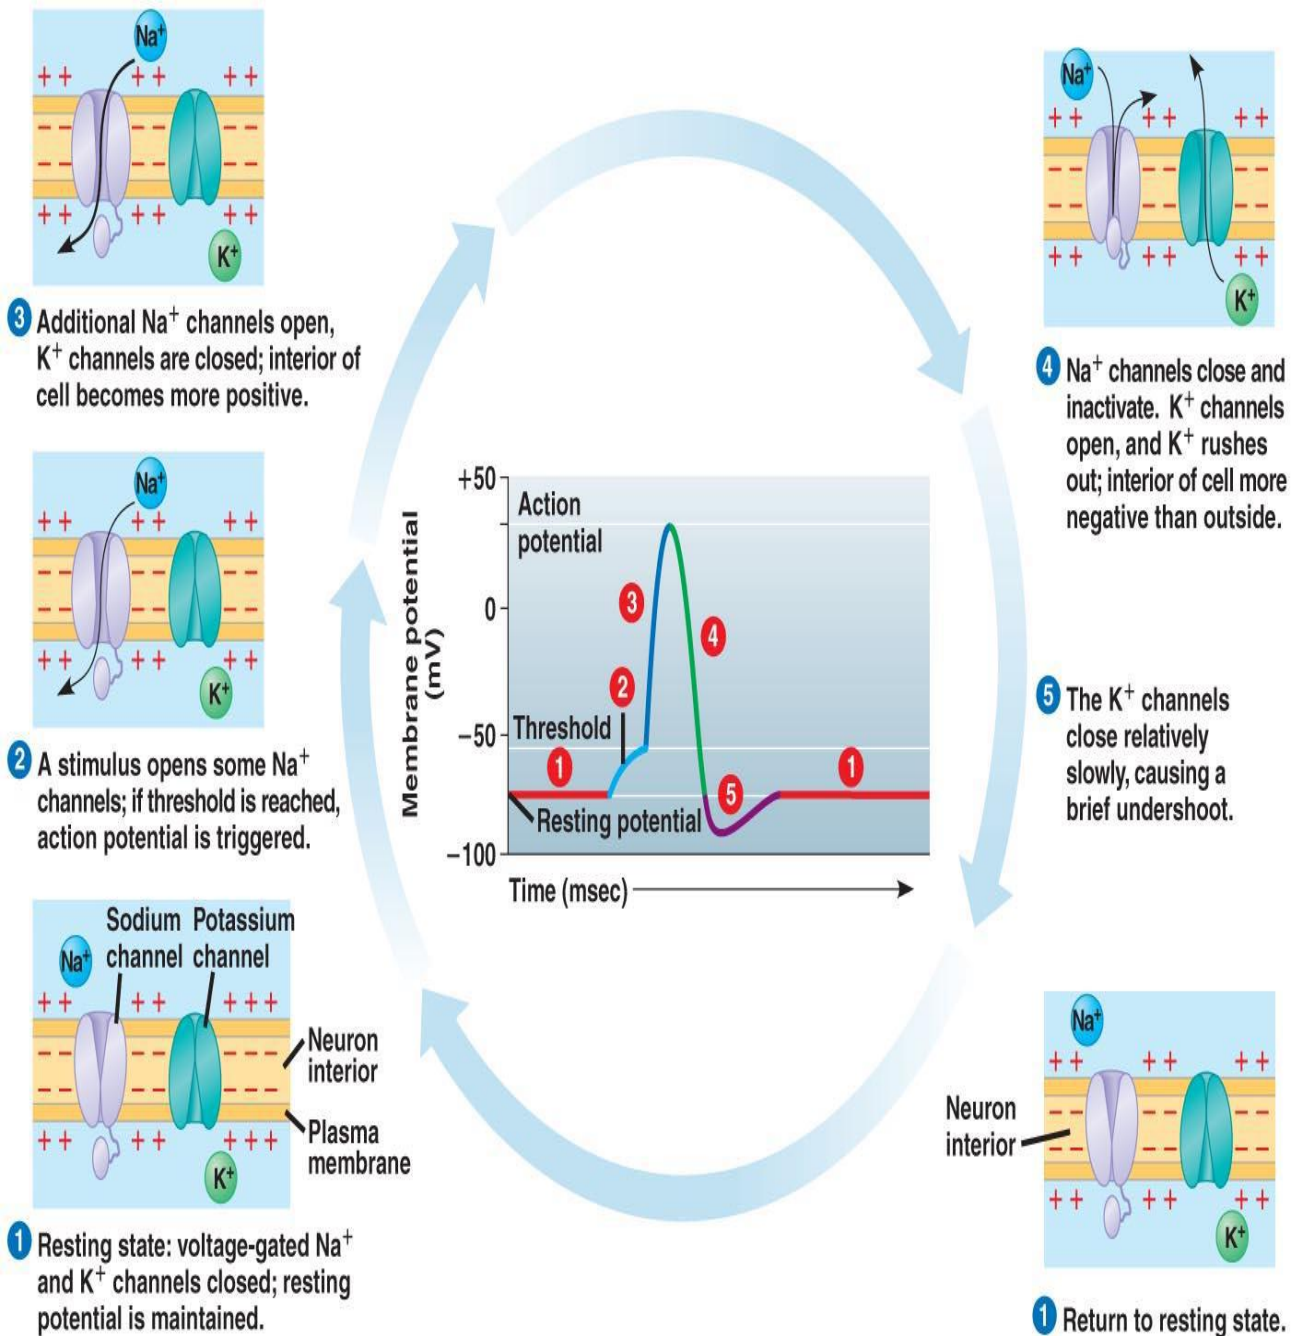 Na+
K+
3 Additional Na+ channels open,
K+ channels are closed; interior of
cell becomes more positive.
Na+
K+
2 A stimulus opens some Na+
channels; if threshold is reached,
action potential is triggered.
Sodium Potassium
channel channel
Na+
Neuron
interior
Plasma
membrane
K+
1 Resting state: voltage-gated Na+
and K+ channels closed; resting
potential is maintained.
Membrane potential
(mV)
+50
0
−50
−100
Action
potential
3
4
2
Threshold
1
5
1
Resting potential
Time (msec)
Na+
K+
4 Na+ channels close and
inactivate. K+ channels
open, and K+ rushes
out; interior of cell more
negative than outside.
5 The K+ channels
close relatively
slowly, causing a
brief undershoot.
Na+
Neuron
interior
K+
1 Return to resting state.